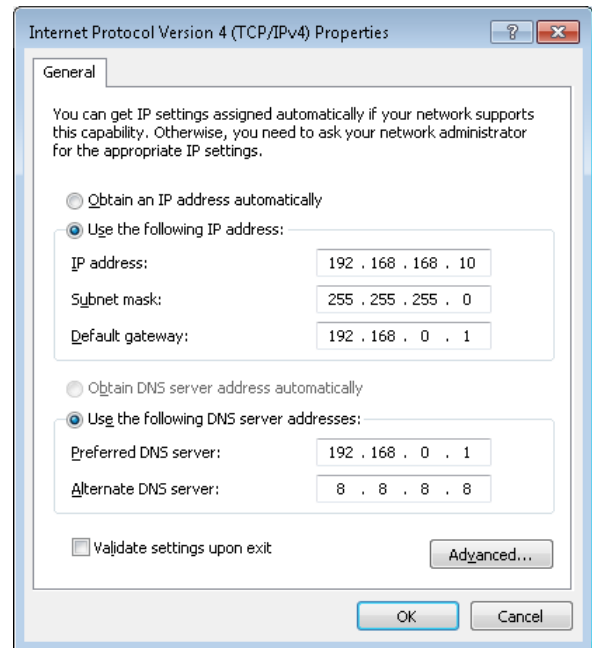 Internet Protocol Version 4 (TCP/IPv4) Properties
General
You can get IP settings assigned automatically if your network supports
this capability. Otherwise, you need to ask your network administrator
for the appropriate IP settings.
Obtain an IP address automatically
Use the following IP address:
IP address: 192 . 168 . 168 . 10
Subnet mask: 255 . 255 . 255 . 0
Default gateway: 192 . 168 . 0 . 1
Obtain DNS server address automatically
Use the following DNS server addresses:
Preferred DNS server: 192 . 168 . 0 . 1
Alternate DNS server: 8 . 8 . 8 . 8
Validate settings upon exit
Advanced...
OK Cancel